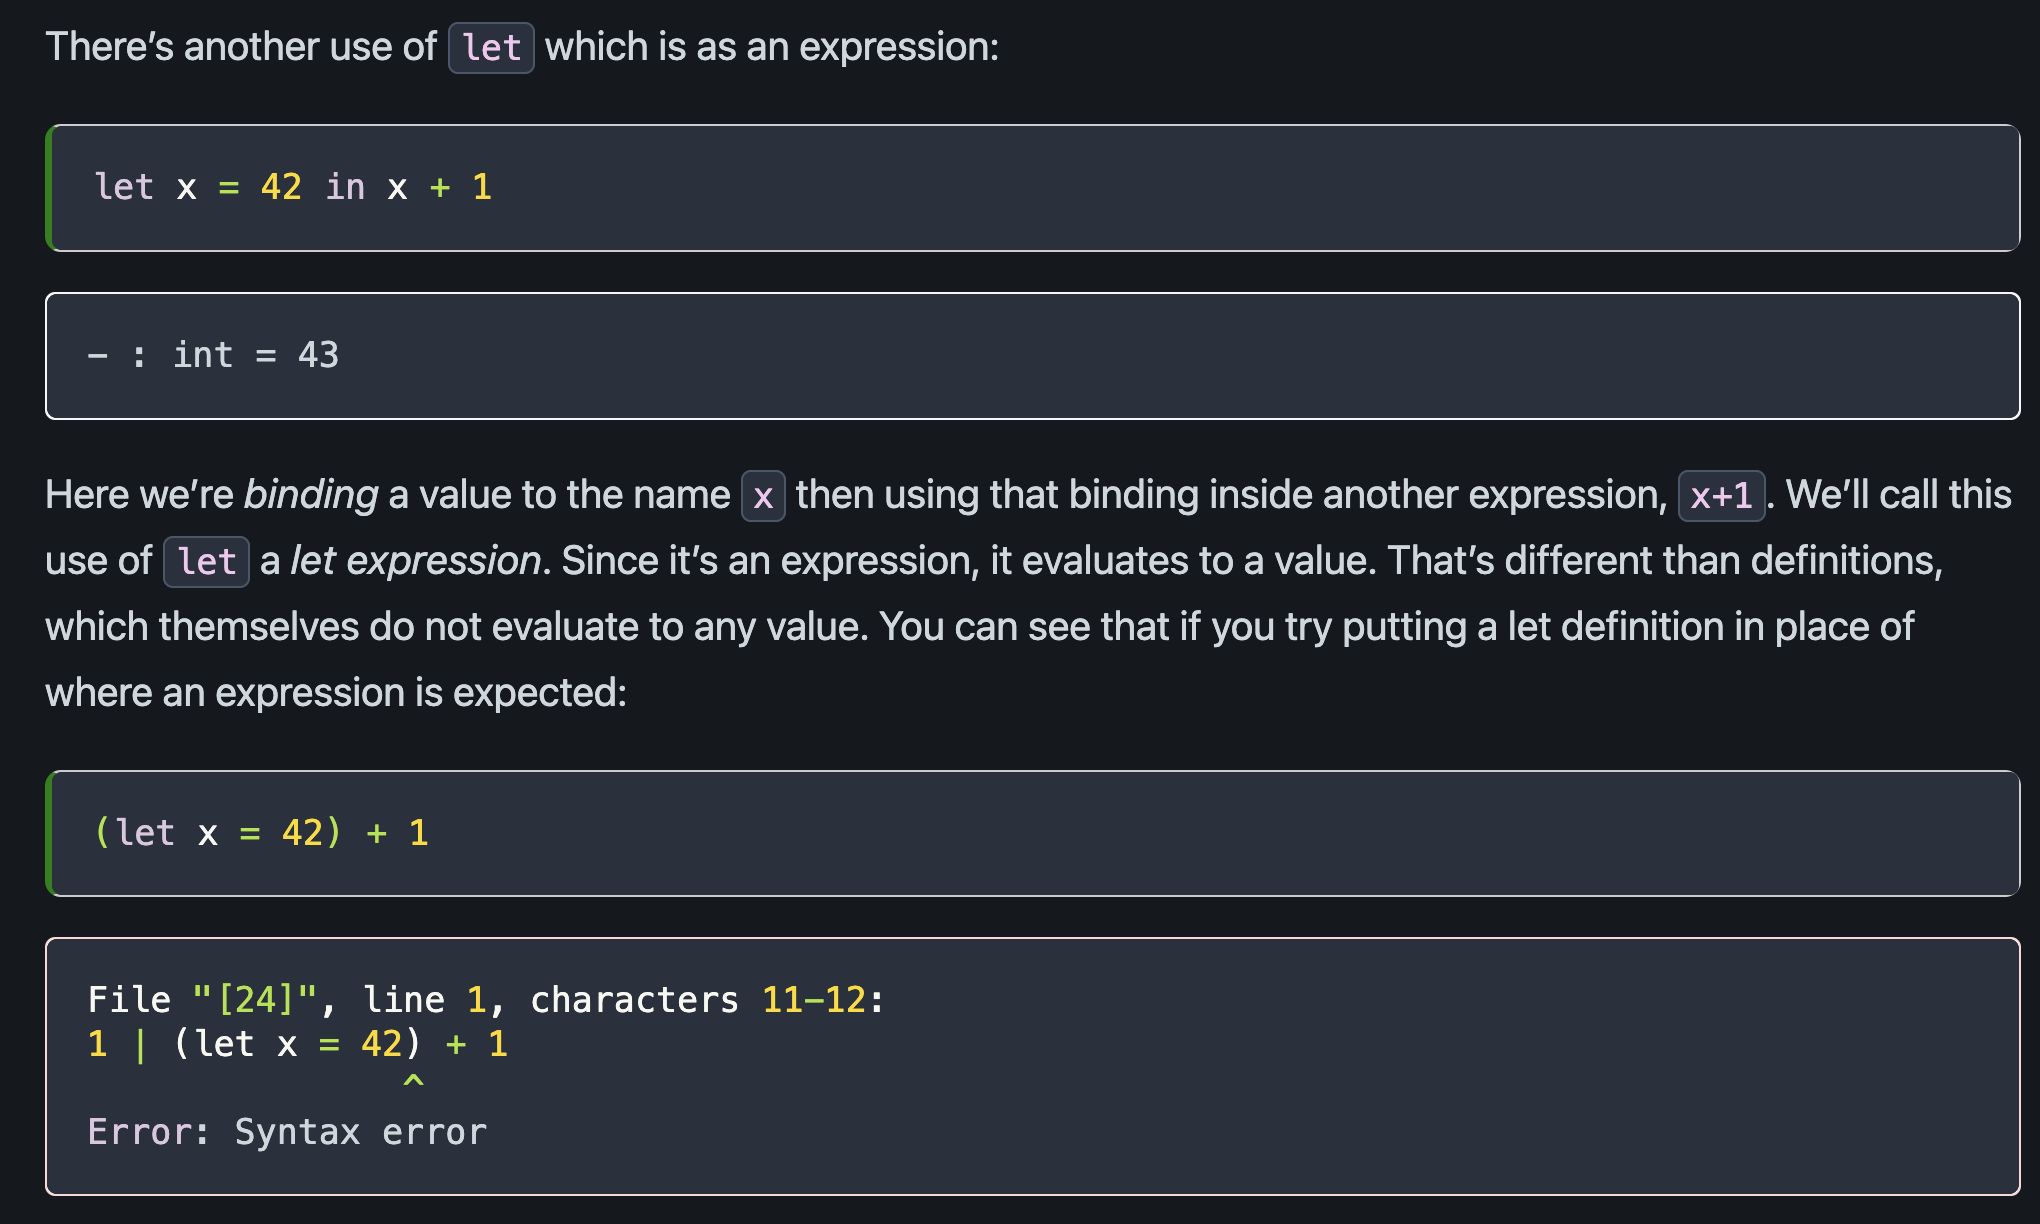 There’s another use of let which is as an expression:
let x = 42 in x + 1
- : int = 43
Here we’re binding a value to the name x then using that binding inside another expression, x+1. We’ll call this
use of let a let expression. Since it’s an expression, it evaluates to a value. That’s different than definitions,
which themselves do not evaluate to any value. You can see that if you try putting a let definition in place of
where an expression is expected:
(let x = 42) + 1
File "[24]", line 1, characters 11-12:
1 | (let x = 42) + 1
^
Error: Syntax error